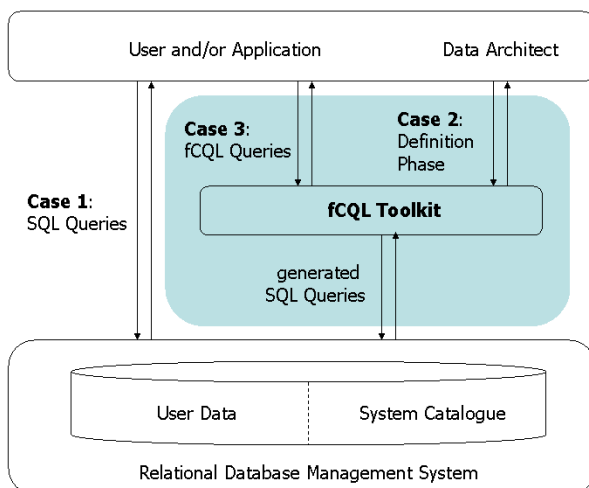 User and/or Application
Data Architect
Case 3:
fCQL Queries
Case 2:
Definition
Phase
Case 1:
SQL Queries
fCQL Toolkit
generated
SQL Queries
User Data
System Catalogue
Relational Database Management System